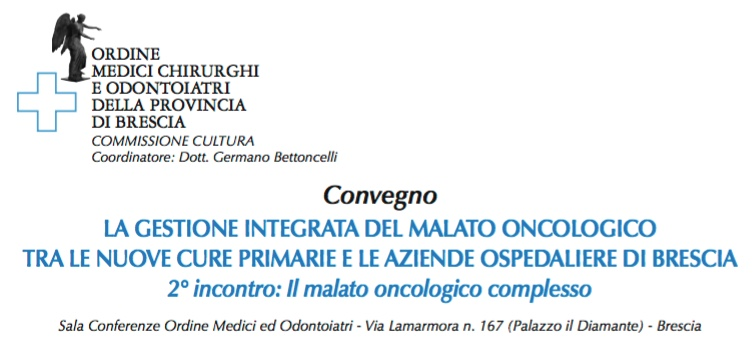 ORDINE
MEDICI CHIRURGHI
E ODONTOIATRI
DELLA PROVINCIA
DI BRESCIA
COMMISSIONE CULTURA
Coordinatore: Dott. Germano Bettoncelli
Convegno
LA GESTIONE INTEGRATA DEL MALATO ONCOLOGICO
TRA LE NUOVE CURE PRIMARIE E LE AZIENDE OSPEDALIERE DI BRESCIA
2° incontro: Il malato oncologico complesso
Sala Conferenze Ordine Medici ed Odontoiatri - Via Lamarmora n. 167 (Palazzo il Diamante) - Brescia